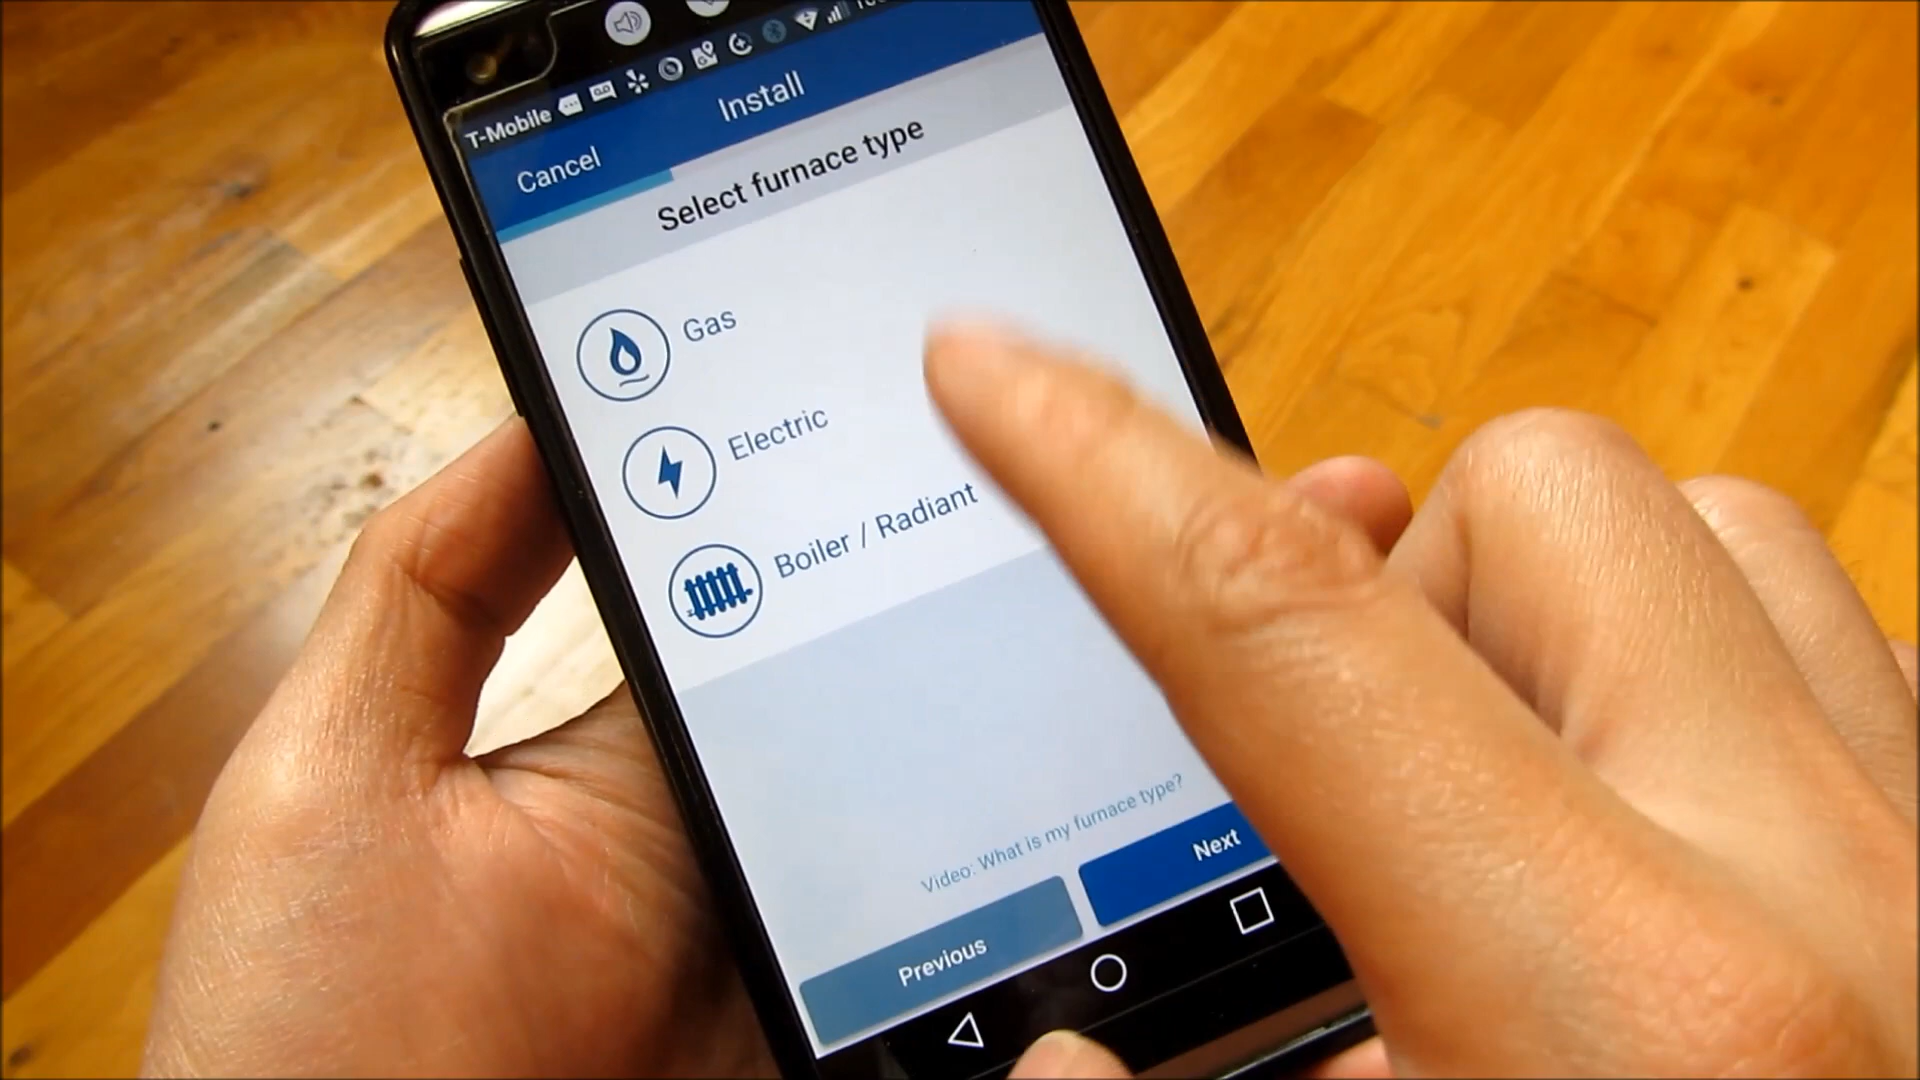 T-Mobile
Install
Cancel
Select furnace type
Gas
Electric
Boiler / Radiant
Video: What is my furnace type?
Previous
Next